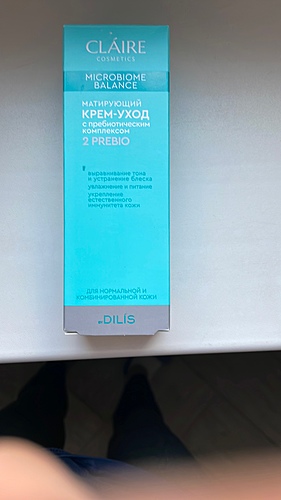 CLAIRE
COSMETICS
MICROBIOME
BALANCE
МАТИРУЮЩИЙ
КРЕМ-УХОД
с пребиотическим
комплексом
2 PREBIO
выравнивание тона
и устранение блеска
увлажнение и питание
укрепление
естественного
иммунитета кожи
ДЛЯ НОРМАЛЬНОЙ И
КОМБИНИРОВАННОЙ КОЖИ
by DILIS